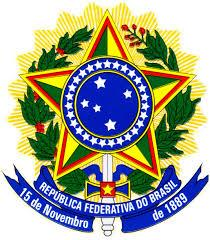 REPÚBLICA FEDERATIVA DO BRASIL
15 de Novembro de 1889